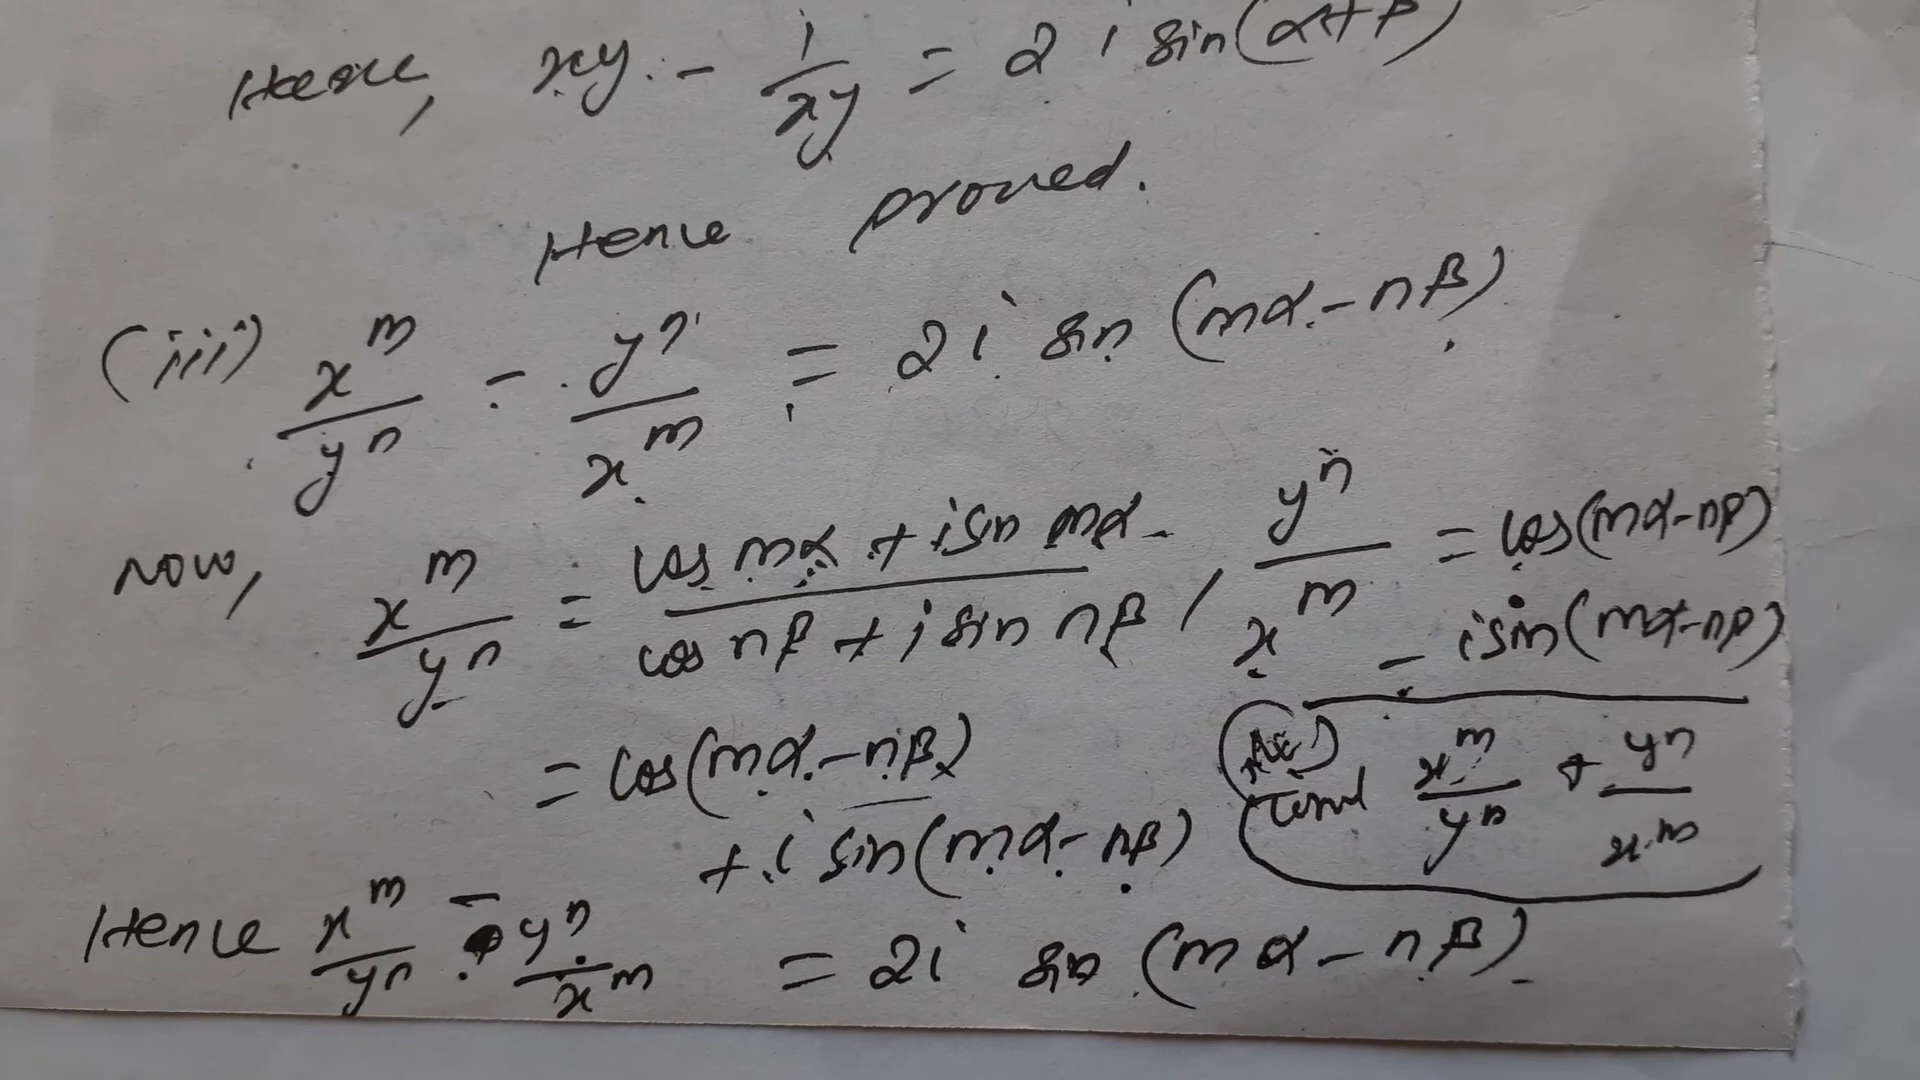 Hence, xy - 1/xy = 2 i sin(α+β)
Hence proved.
(iii) x^m/y^n - y^n/x^m = 2i sin (mα - nβ)
Now, x^m/y^n = cos mα + i sin mα / cos nβ + i sin nβ , y^n/x^m = cos(mα-nβ)
- i sin(mα-nβ)
= cos(mα - nβ)
+ i sin(mα - nβ)
x^m/y^n + y^n/x^m
Hence x^m/y^n - y^n/x^m = 2i sin (mα - nβ)